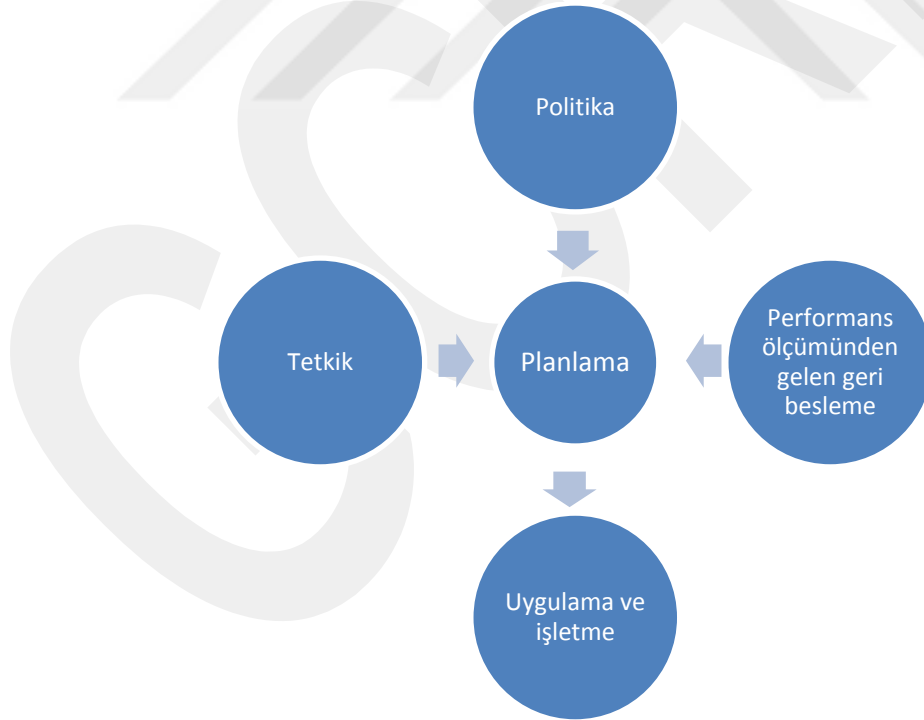 Politika
Tetkik
Planlama
Performans
ölçümünden
gelen geri
besleme
Uygulama ve
işletme